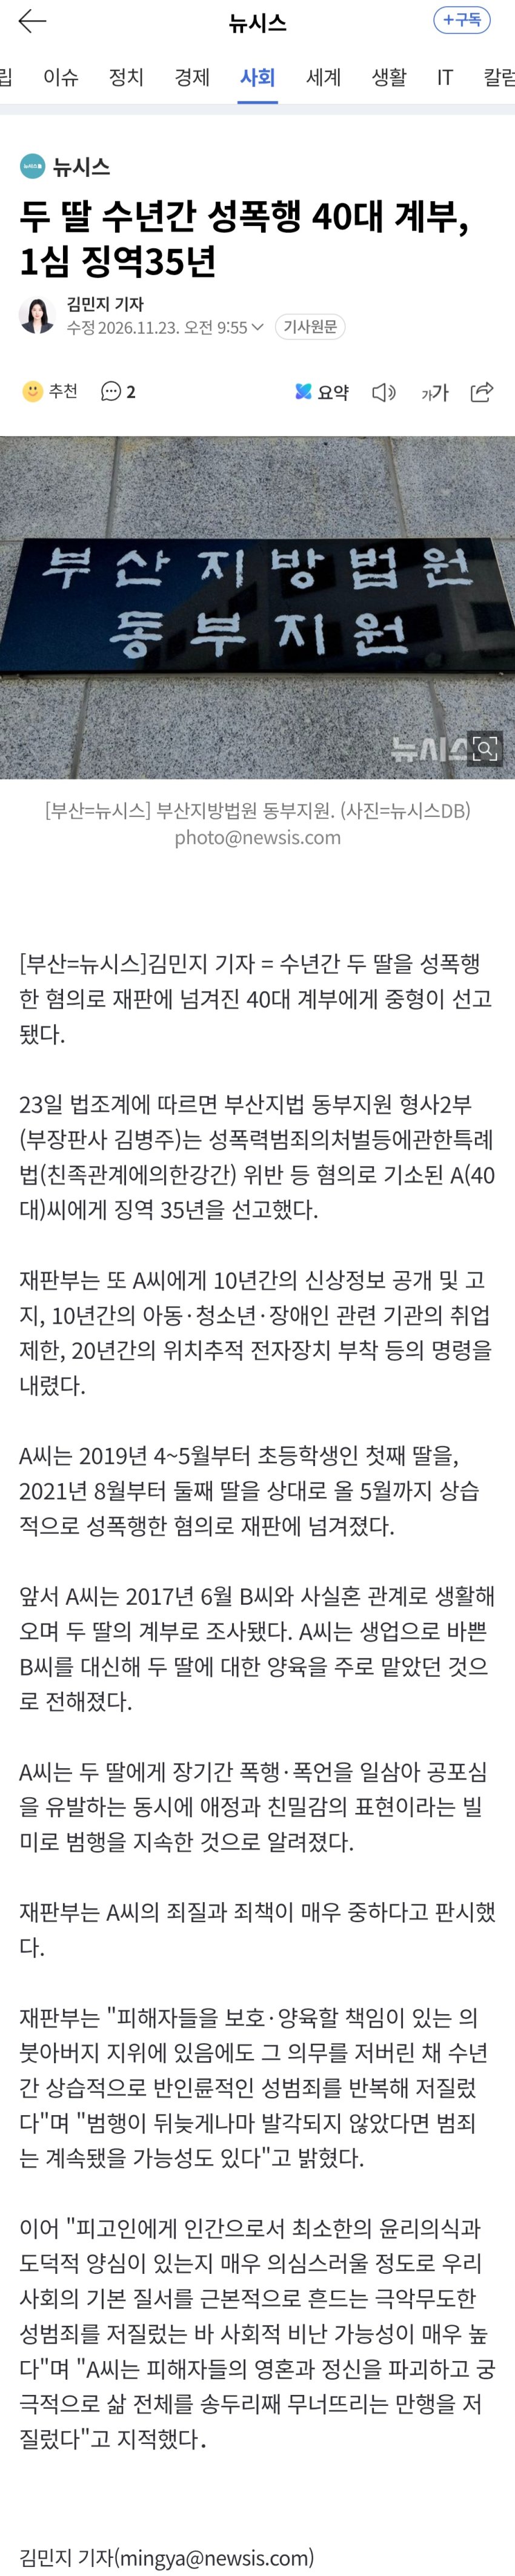 뉴시스
+구독
립 이슈 정치 경제 사회 세계 생활 IT 칼럼
뉴시스
두 딸 수년간 성폭행 40대 계부,
1심 징역35년
김민지 기자
수정 2026.11.23. 오전 9:55
기사원문
추천 2 요약 가가
부산지방법원
동부지원
뉴시스
[부산=뉴시스] 부산지방법원 동부지원. (사진=뉴시스DB)
photo@newsis.com
[부산=뉴시스]김민지 기자 = 수년간 두 딸을 성폭행
한 혐의로 재판에 넘겨진 40대 계부에게 중형이 선고
됐다.
23일 법조계에 따르면 부산지법 동부지원 형사2부
(부장판사 김병주)는 성폭력범죄의처벌등에관한특례
법(친족관계에의한강간) 위반 등 혐의로 기소된 A(40
대)씨에게 징역 35년을 선고했다.
재판부는 또 A씨에게 10년간의 신상정보 공개 및 고
지, 10년간의 아동·청소년·장애인 관련 기관의 취업
제한, 20년간의 위치추적 전자장치 부착 등의 명령을
내렸다.
A씨는 2019년 4~5월부터 초등학생인 첫째 딸을,
2021년 8월부터 둘째 딸을 상대로 올 5월까지 상습
적으로 성폭행한 혐의로 재판에 넘겨졌다.
앞서 A씨는 2017년 6월 B씨와 사실혼 관계로 생활해
오며 두 딸의 계부로 조사됐다. A씨는 생업으로 바쁜
B씨를 대신해 두 딸에 대한 양육을 주로 맡았던 것으
로 전해졌다.
A씨는 두 딸에게 장기간 폭행·폭언을 일삼아 공포심
을 유발하는 동시에 애정과 친밀감의 표현이라는 빌
미로 범행을 지속한 것으로 알려졌다.
재판부는 A씨의 죄질과 죄책이 매우 중하다고 판시했
다.
재판부는 "피해자들을 보호·양육할 책임이 있는 의
붓아버지 지위에 있음에도 그 의무를 저버린 채 수년
간 상습적으로 반인륜적인 성범죄를 반복해 저질렀
다"며 "범행이 뒤늦게나마 발각되지 않았다면 범죄
는 계속됐을 가능성도 있다"고 밝혔다.
이어 "피고인에게 인간으로서 최소한의 윤리의식과
도덕적 양심이 있는지 매우 의심스러울 정도로 우리
사회의 기본 질서를 근본적으로 흔드는 극악무도한
성범죄를 저질렀는 바 사회적 비난 가능성이 매우 높
다"며 "A씨는 피해자들의 영혼과 정신을 파괴하고 궁
극적으로 삶 전체를 송두리째 무너뜨리는 만행을 저
질렀다"고 지적했다.
김민지 기자(mingya@newsis.com)